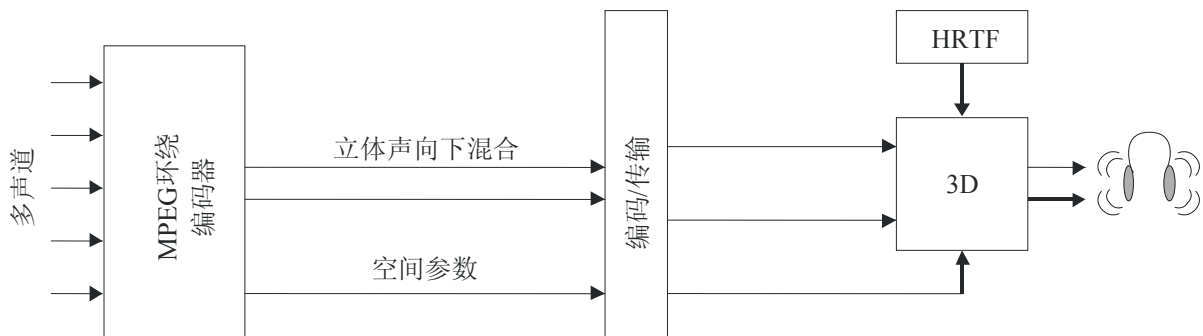 多声道
MPEG环绕
编码器
立体声向下混合
空间参数
编码/传输
HRTF
3D